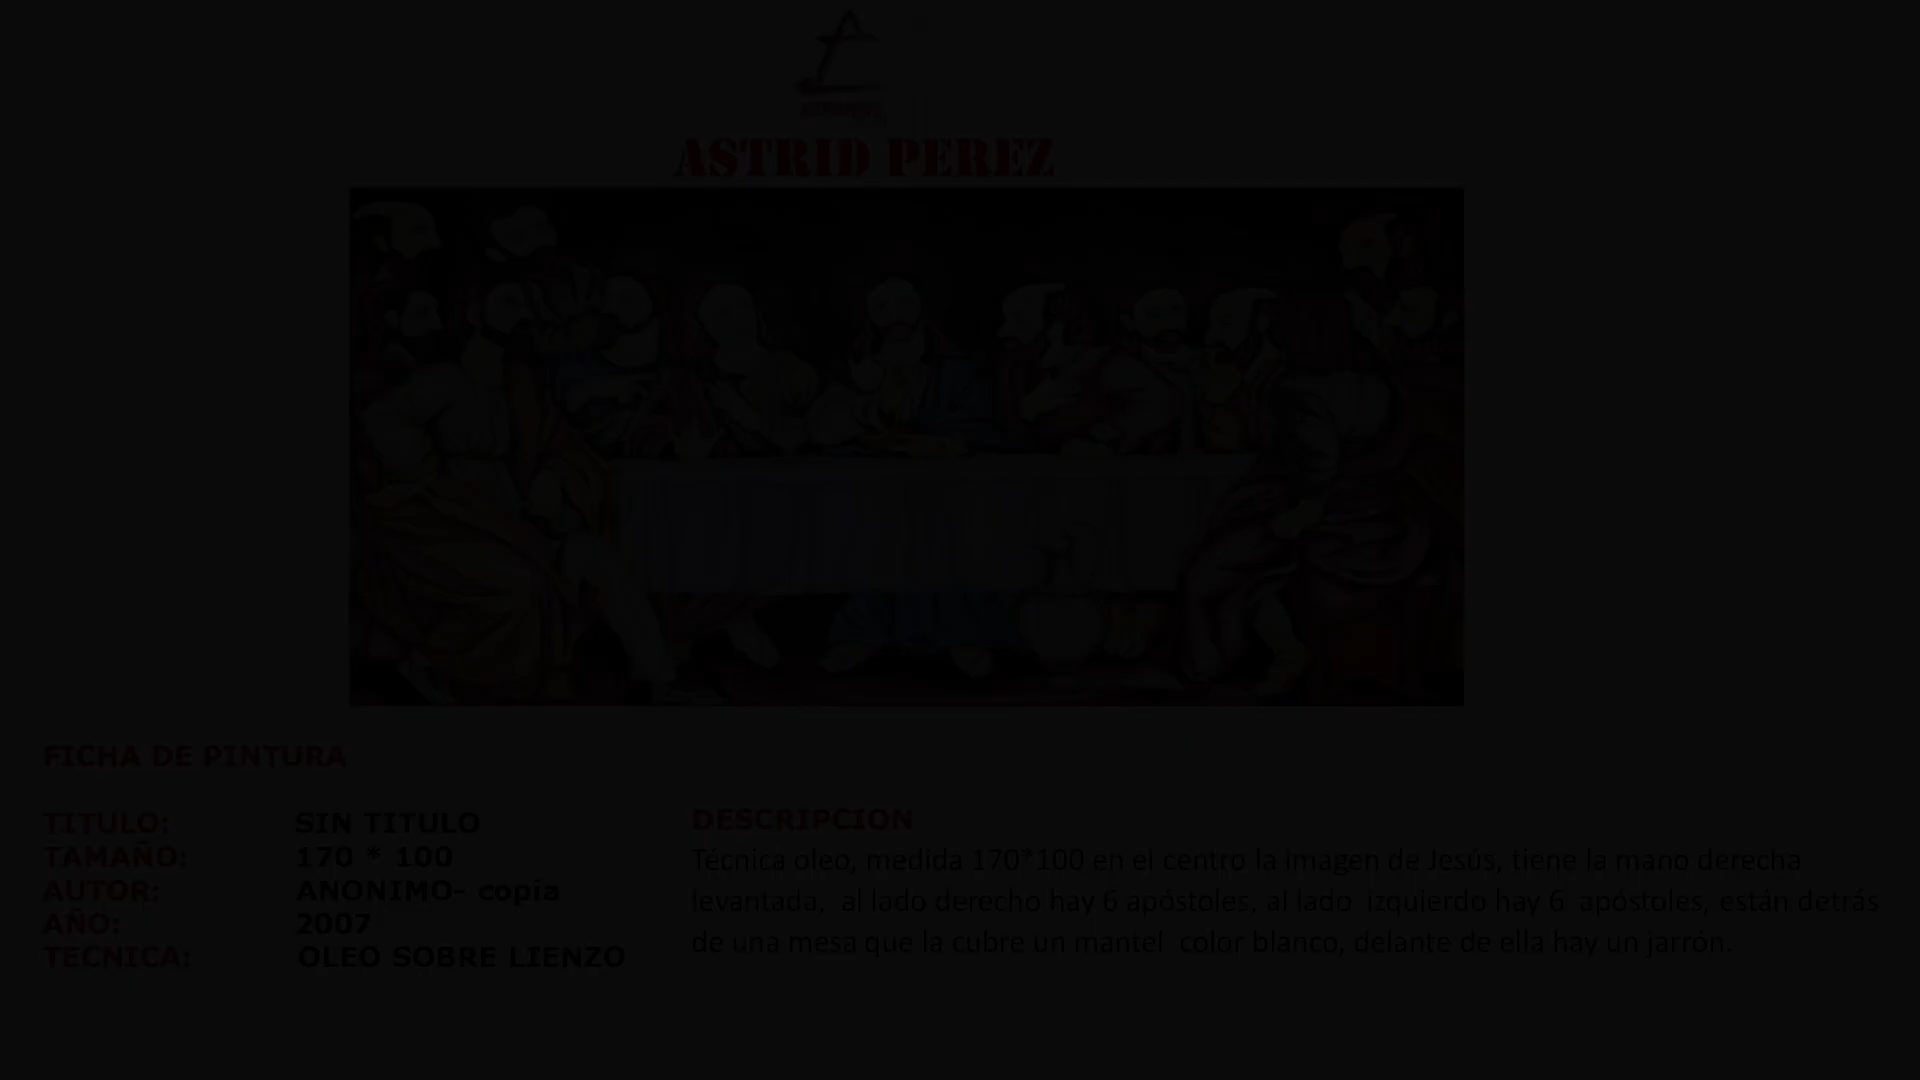 ASTRID PEREZ
FICHA DE PINTURA
TITULO: SIN TITULO
TAMAÑO: 170 * 100
AUTOR: ANONIMO- copia
AÑO: 2007
TECNICA: OLEO SOBRE LIENZO
DESCRIPCION
Técnica oleo, medida 170*100 en el centro la imagen de Jesús, tiene la mano derecha
levantada, al lado derecho hay 6 apóstoles, al lado izquierdo hay 6 apóstoles, están detrás
de una mesa que la cubre un mantel color blanco, delante de ella hay un jarrón.